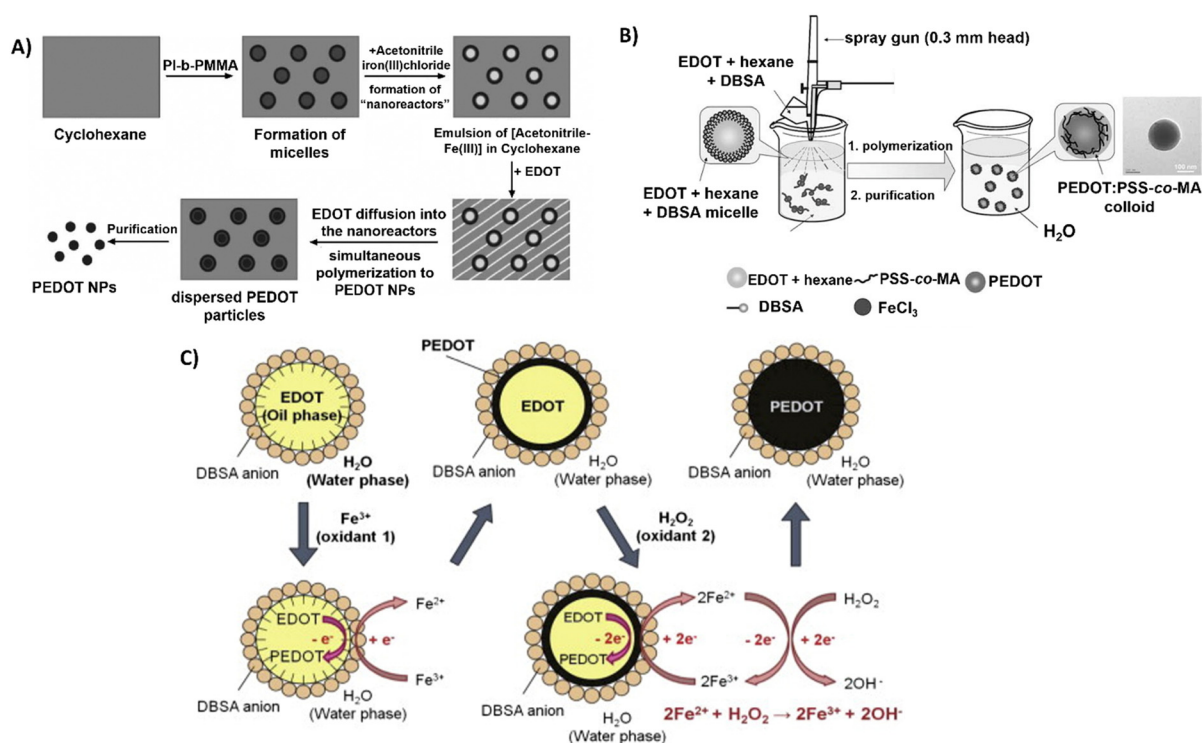 A)
PI-b-PMMA
+Acetonitrile
iron(III)chloride
formation of
“nanoreactors”
Cyclohexane
Formation of
micelles
Emulsion of [Acetonitrile-
Fe(III)] in Cyclohexane
+ EDOT
EDOT diffusion into
the nanoreactors
simultaneous
polymerization to
PEDOT NPs
Purification
PEDOT NPs
dispersed PEDOT
particles
B)
spray gun (0.3 mm head)
EDOT + hexane
+ DBSA
1. polymerization
2. purification
EDOT + hexane
+ DBSA micelle
100 nm
PEDOT:PSS-co-MA
colloid
H₂O
EDOT + hexane
PSS-co-MA
PEDOT
DBSA
FeCl₃
C)
EDOT
(Oil phase)
DBSA anion
H₂O
(Water phase)
PEDOT
EDOT
DBSA anion
H₂O
(Water phase)
PEDOT
DBSA anion
H₂O
(Water phase)
Fe³⁺
(oxidant 1)
H₂O₂
(oxidant 2)
EDOT
- e⁻
+ e⁻
PEDOT
Fe²⁺
Fe³⁺
DBSA anion
H₂O
(Water phase)
EDOT
- 2e⁻
+ 2e⁻
PEDOT
2Fe²⁺
2Fe³⁺
- 2e⁻
+ 2e⁻
H₂O₂
2OH⁻
DBSA anion
H₂O
(Water phase)
2Fe²⁺ + H₂O₂ → 2Fe³⁺ + 2OH⁻